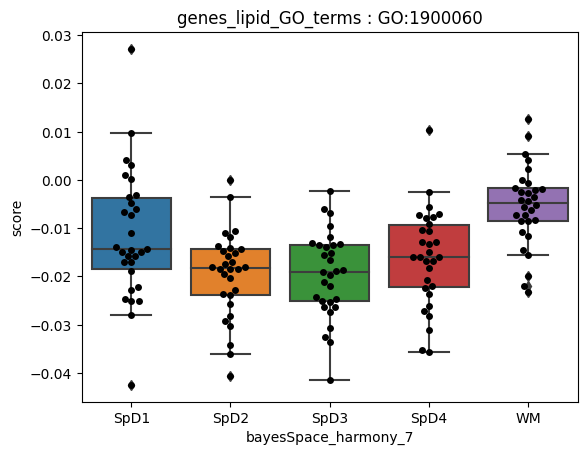 genes_lipid_GO_terms : GO:1900060
score
0.03
0.02
0.01
0.00
−0.01
−0.02
−0.03
−0.04
SpD1 SpD2 SpD3 SpD4 WM
bayesSpace_harmony_7